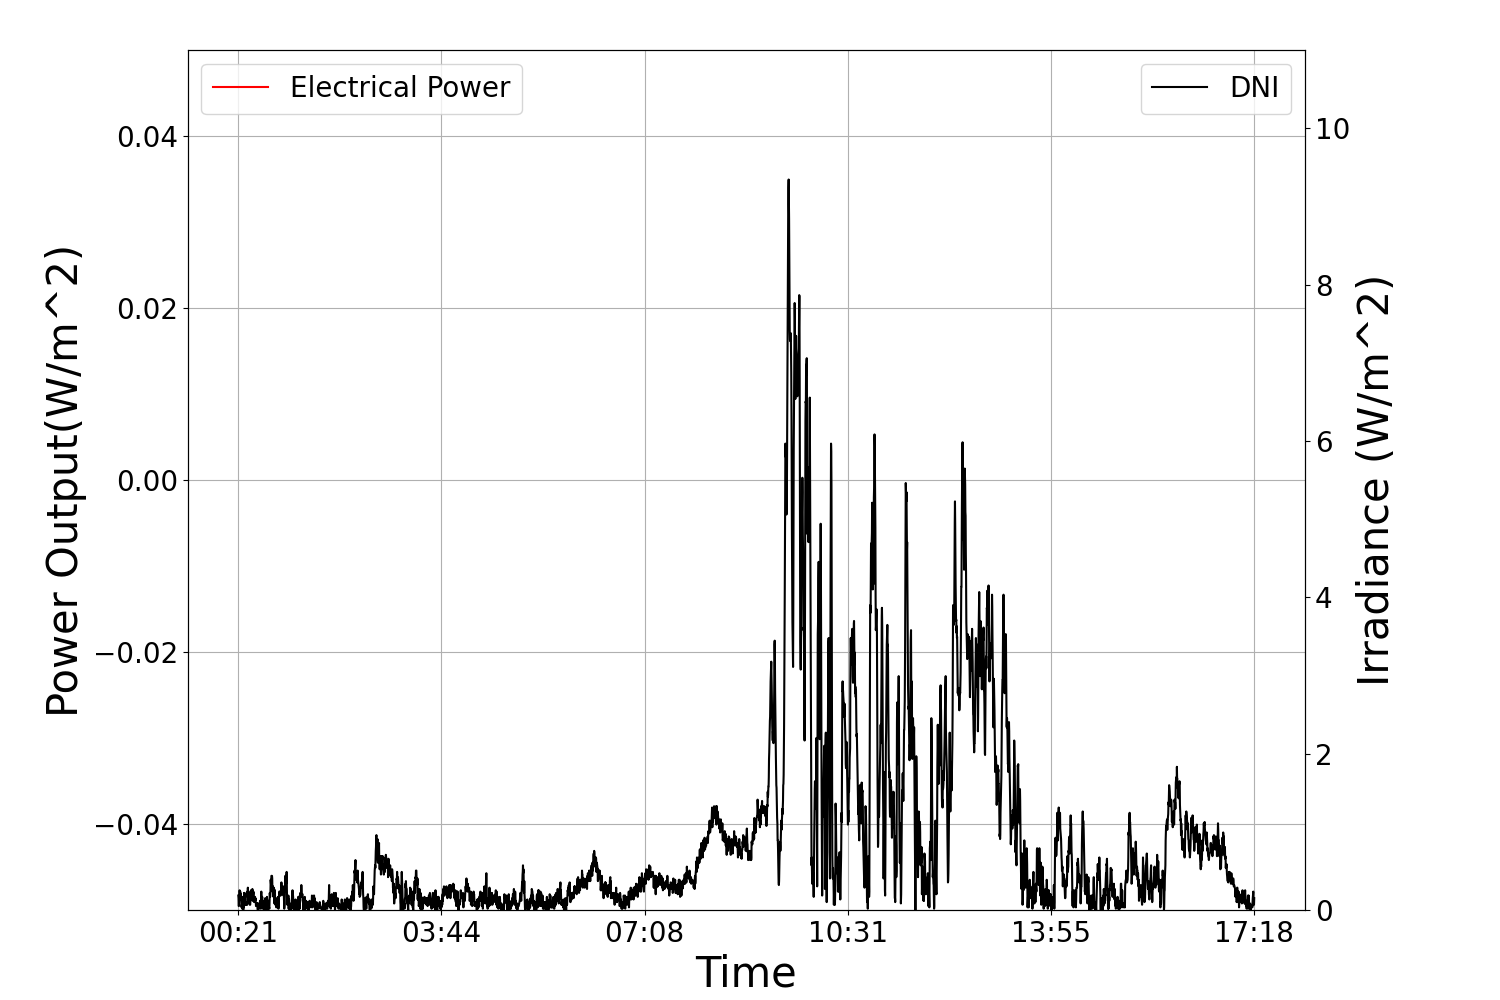 Electrical Power
DNI
0.04
0.02
0.00
−0.02
−0.04
Power Output(W/m^2)
10
8
6
4
2
0
Irradiance (W/m^2)
00:21 03:44 07:08 10:31 13:55 17:18
Time